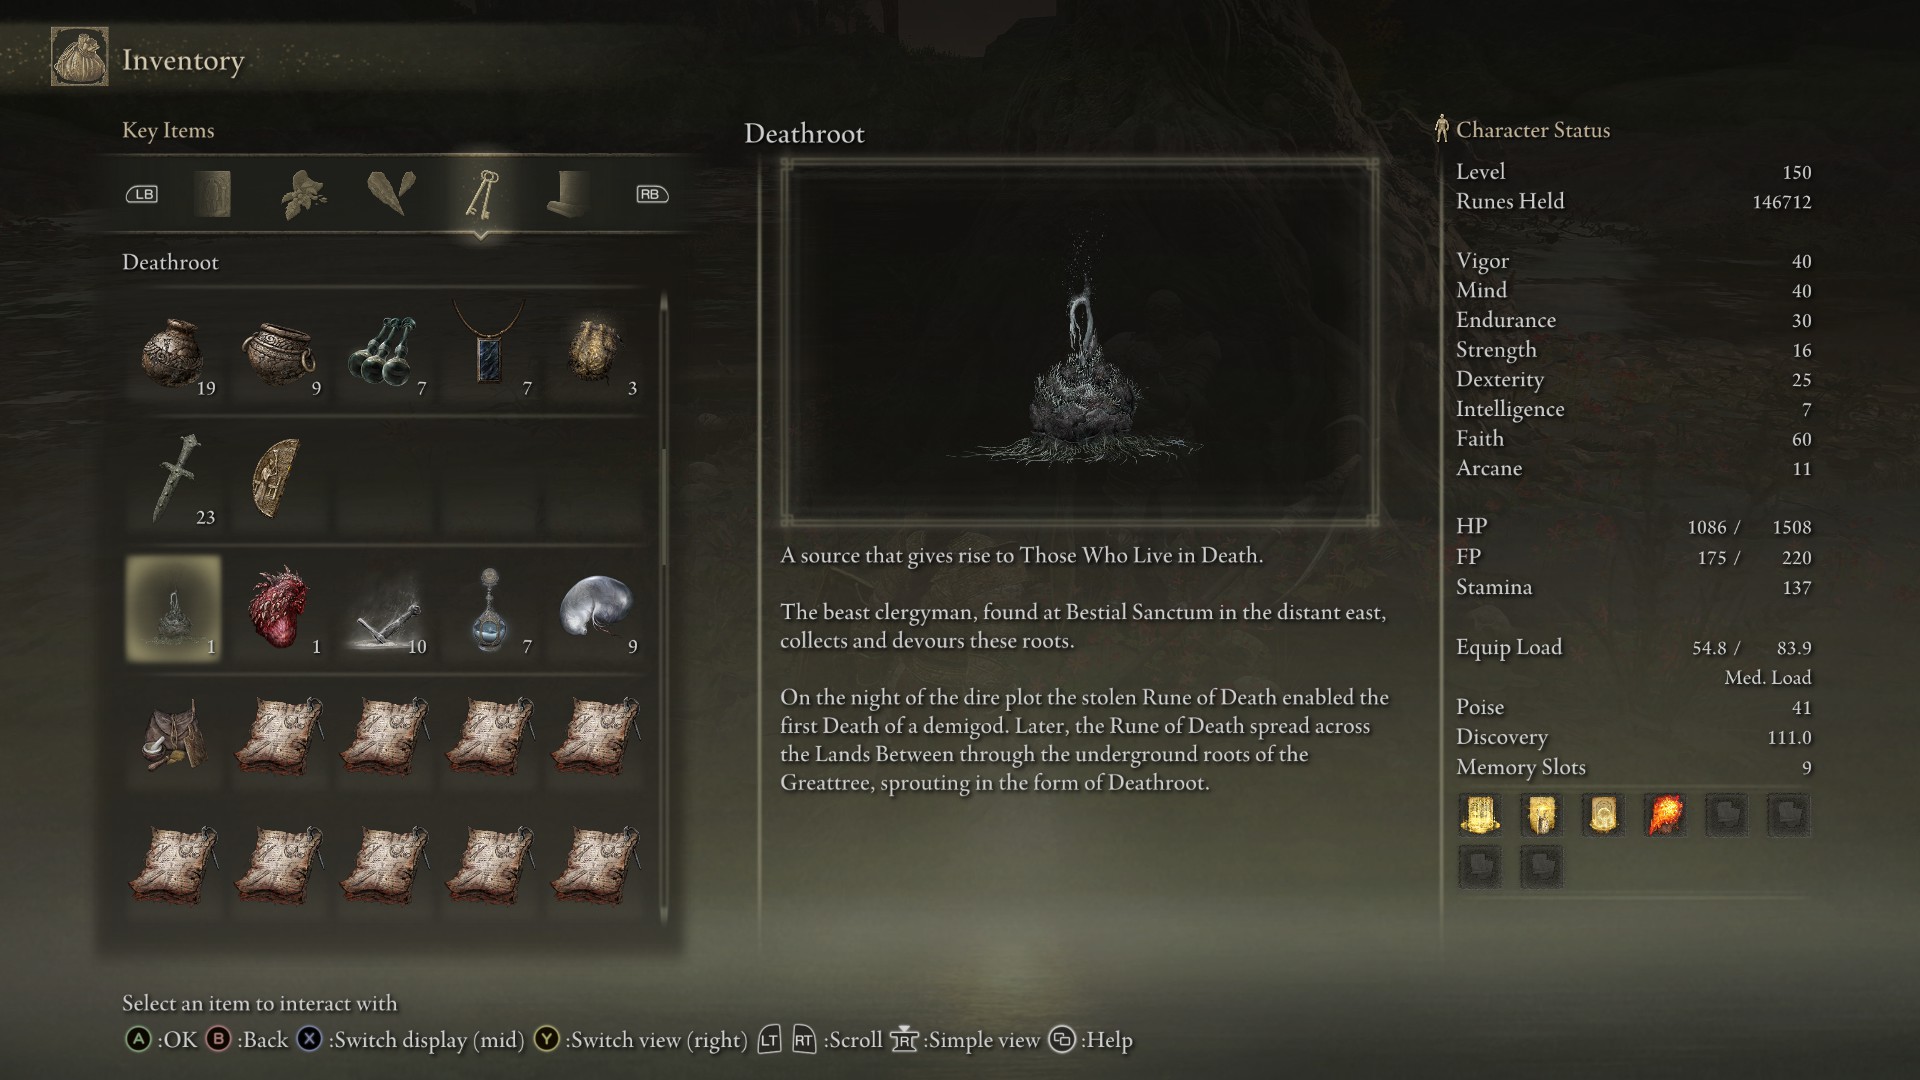 Inventory
Key Items
LB
RB
Deathroot
19
9
7
7
3
23
1
1
10
7
9
Deathroot
A source that gives rise to Those Who Live in Death.
The beast clergyman, found at Bestial Sanctum in the distant east,
collects and devours these roots.
On the night of the dire plot the stolen Rune of Death enabled the
first Death of a demigod. Later, the Rune of Death spread across
the Lands Between through the underground roots of the
Greattree, sprouting in the form of Deathroot.
Character Status
Level 150
Runes Held 146712
Vigor 40
Mind 40
Endurance 30
Strength 16
Dexterity 25
Intelligence 7
Faith 60
Arcane 11
HP 1086 / 1508
FP 175 / 220
Stamina 137
Equip Load 54.8 / 83.9
Med. Load
Poise 41
Discovery 111.0
Memory Slots 9
Select an item to interact with
A :OK B :Back X :Switch display (mid) Y :Switch view (right) LT RT :Scroll R :Simple view :Help